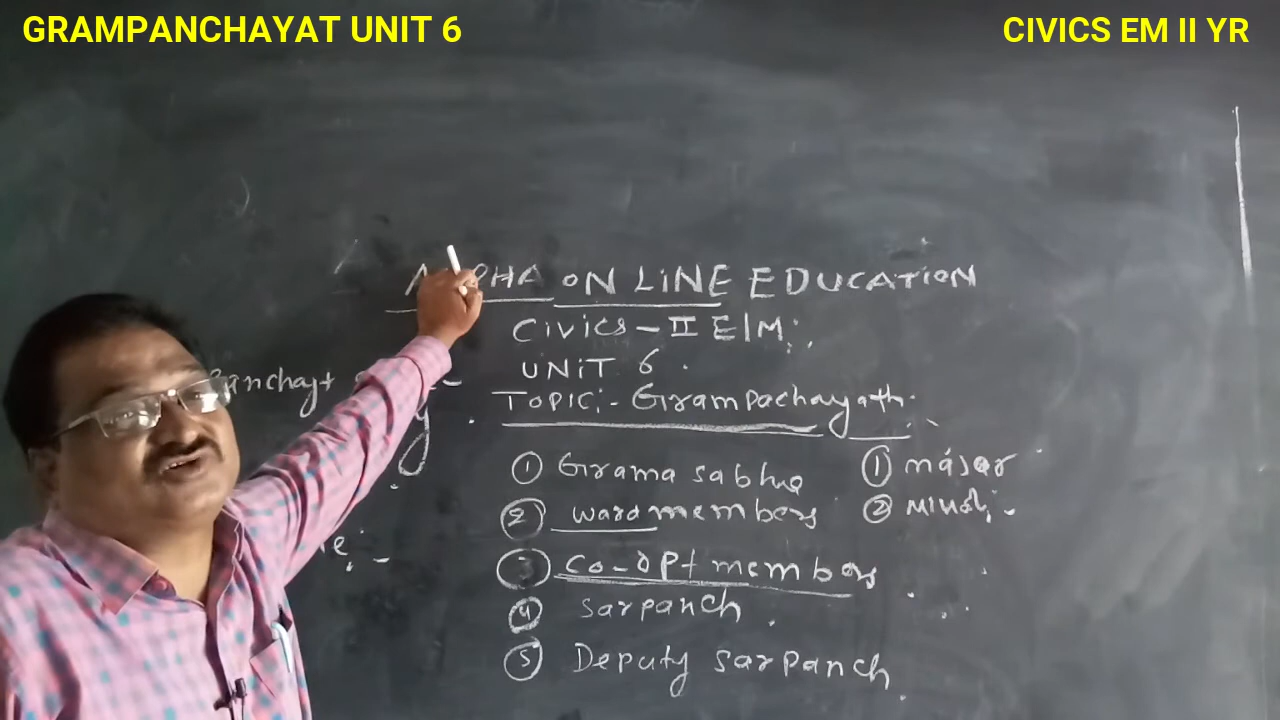 GRAMPANCHAYAT UNIT 6
CIVICS EM II YR
ON LINE EDUCATION
Civics - II E/M:
UNiT 6.
TOPIC:- Grampachayath.
① Grama sabha
② ward members
③ co-opt members
④ sarpanch.
⑤ Deputy sarpanch.
① major
②